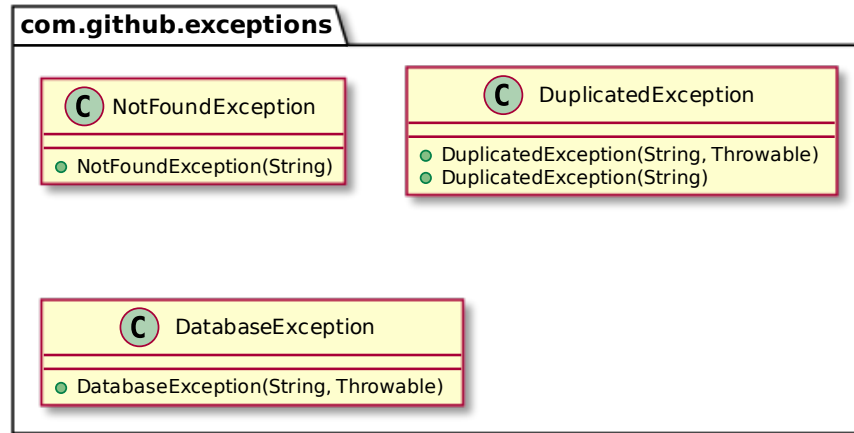 com.github.exceptions
C NotFoundException
NotFoundException(String)
C DuplicatedException
DuplicatedException(String, Throwable)
DuplicatedException(String)
C DatabaseException
DatabaseException(String, Throwable)